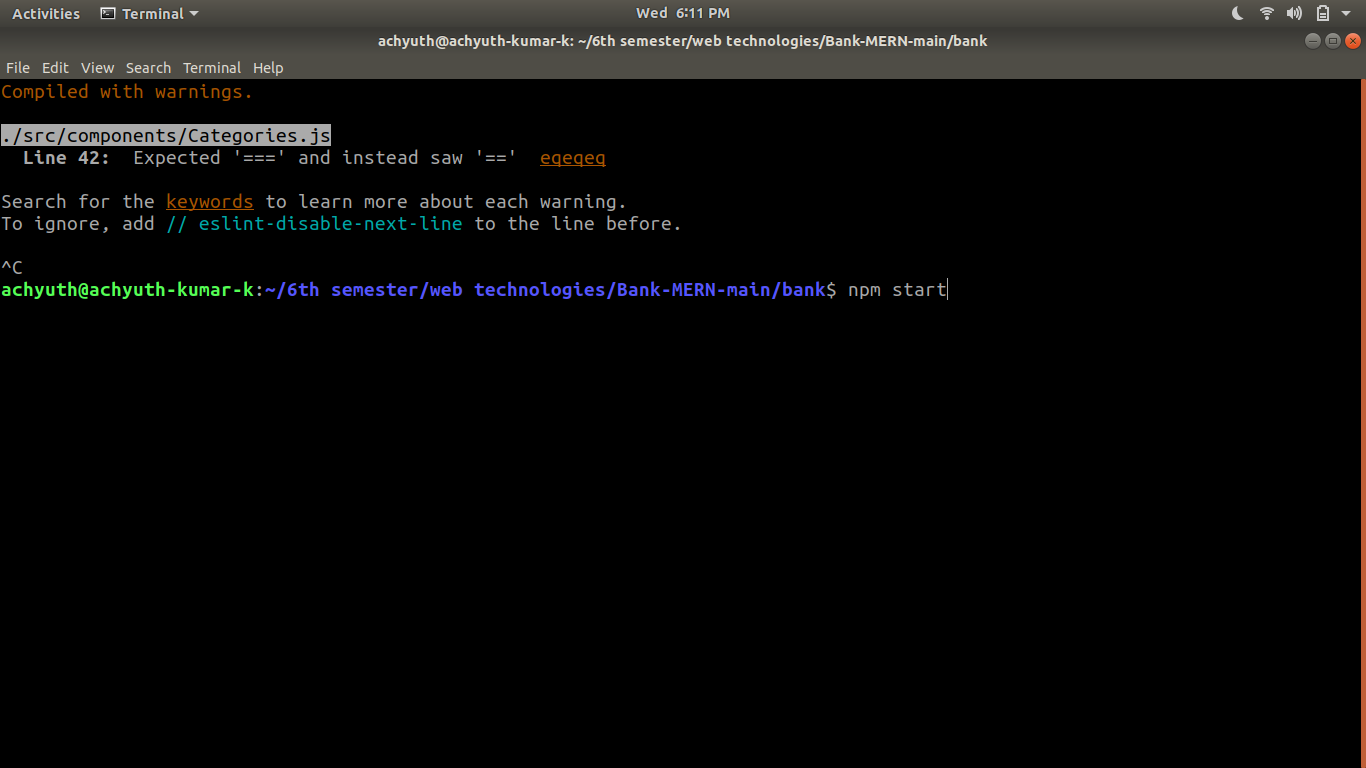 Activities Terminal Wed 6:11 PM
achyuth@achyuth-kumar-k: ~/6th semester/web technologies/Bank-MERN-main/bank
File Edit View Search Terminal Help
Compiled with warnings.
./src/components/Categories.js
Line 42: Expected '===' and instead saw '==' eqeqeq
Search for the keywords to learn more about each warning.
To ignore, add // eslint-disable-next-line to the line before.
^C
achyuth@achyuth-kumar-k:~/6th semester/web technologies/Bank-MERN-main/bank$ npm start